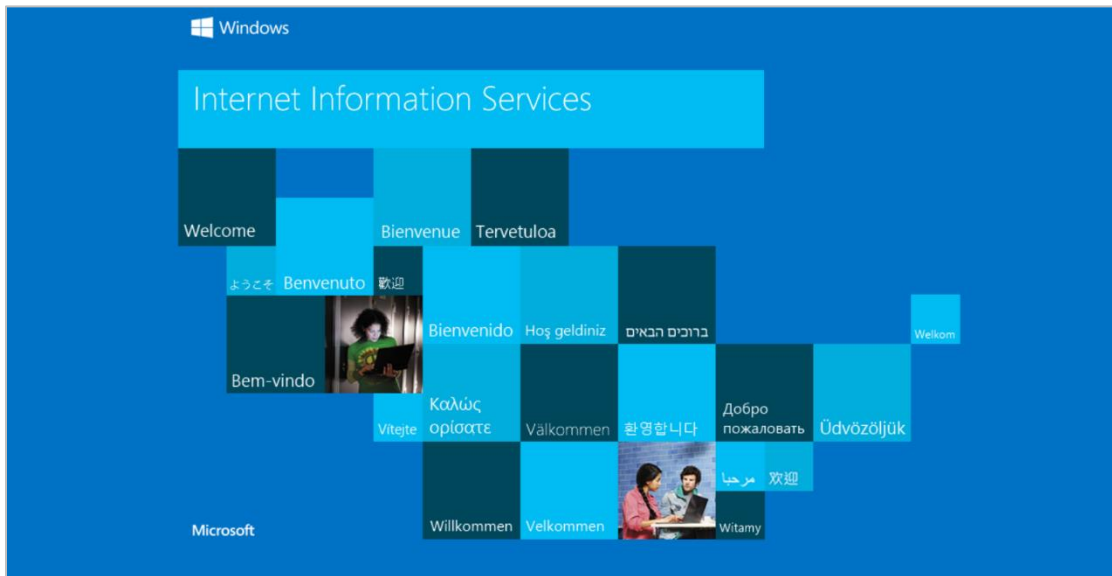 Windows
Internet Information Services
Welcome
Bienvenue
Tervetuloa
ようこそ
Benvenuto
歡迎
Bienvenido
Hoş geldiniz
ברוכים הבאים
Welkom
Bem-vindo
Vítejte
Καλώς
ορίσατε
Välkommen
환영합니다
Добро
пожаловать
Üdvözöljük
مرحبا
欢迎
Microsoft
Willkommen
Velkommen
Witamy